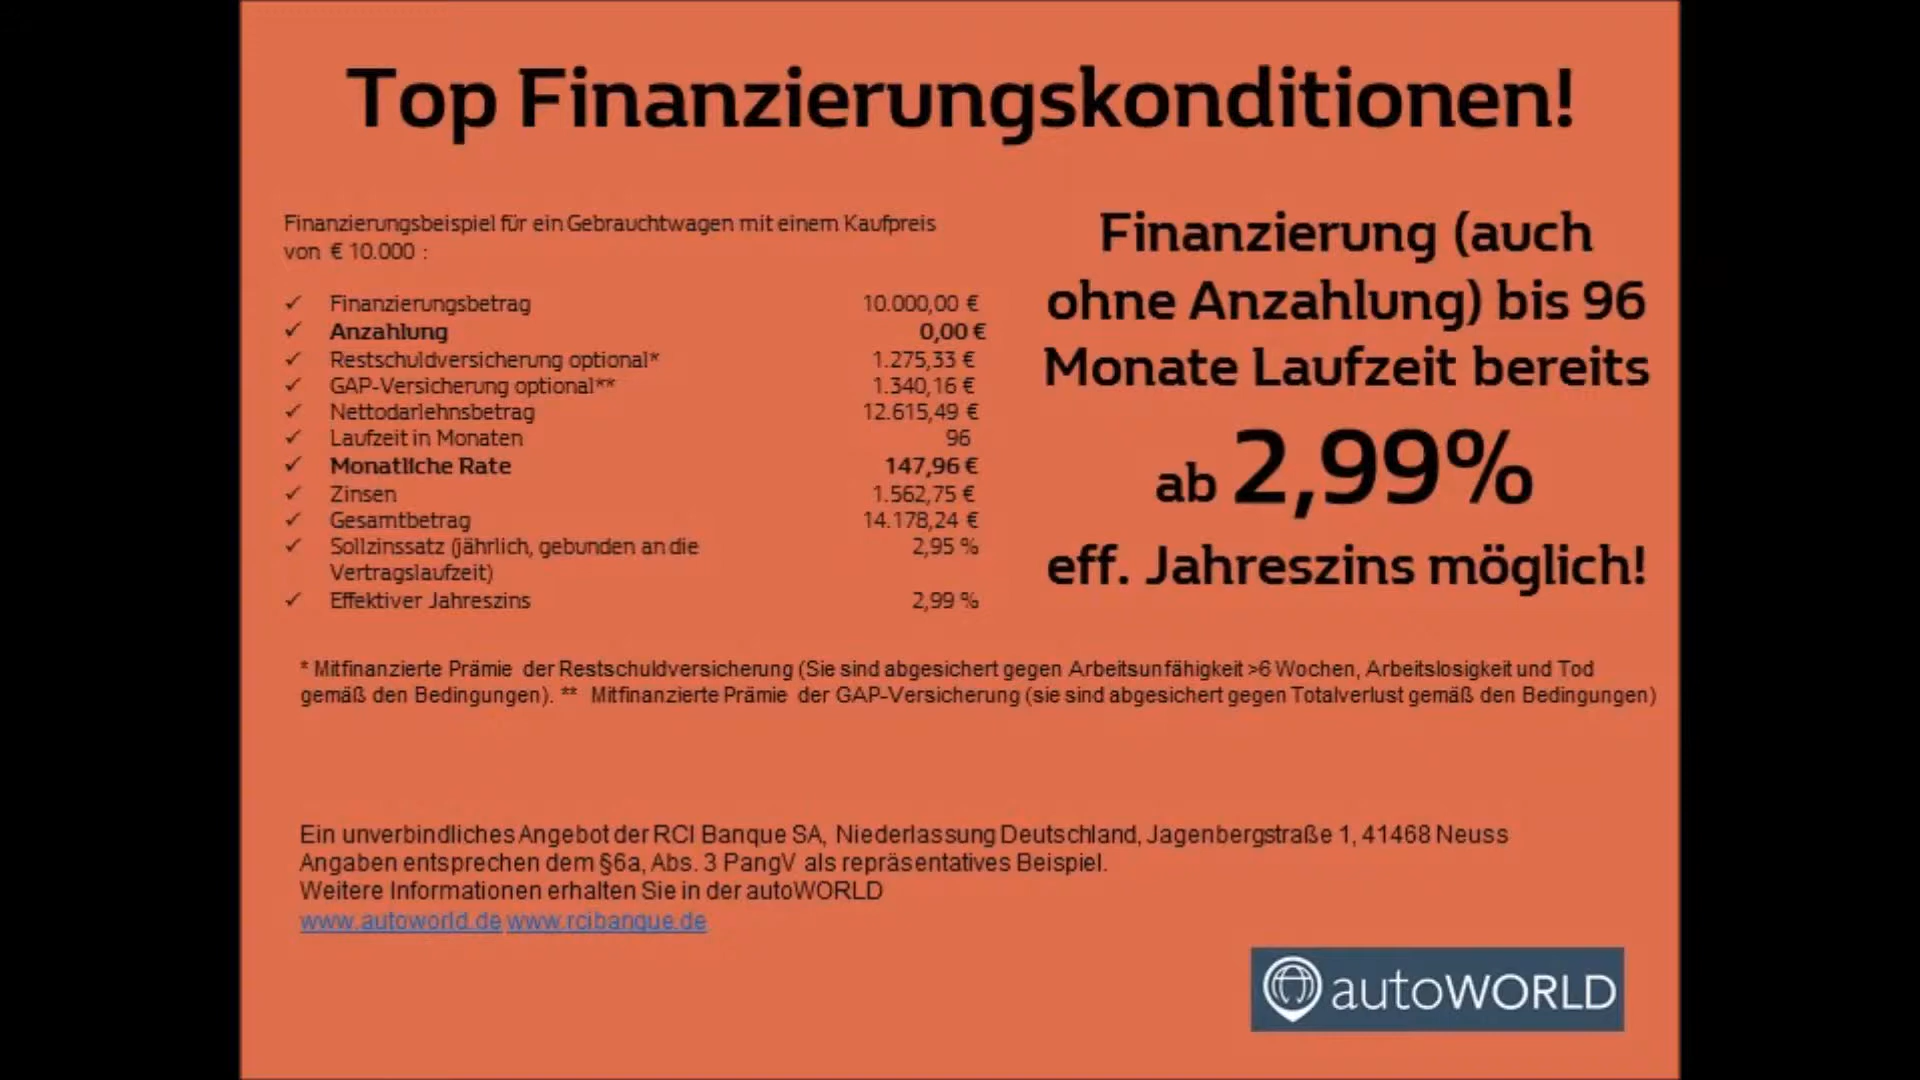 Top Finanzierungskonditionen!
Finanzierungsbeispiel für ein Gebrauchtwagen mit einem Kaufpreis
von € 10.000 :
✓ Finanzierungsbetrag 10.000,00 €
✓ Anzahlung 0,00 €
✓ Restschuldversicherung optional* 1.275,33 €
✓ GAP-Versicherung optional** 1.340,16 €
✓ Nettodarlehnsbetrag 12.615,49 €
✓ Laufzeit in Monaten 96
✓ Monatliche Rate 147,96 €
✓ Zinsen 1.562,75 €
✓ Gesamtbetrag 14.178,24 €
✓ Sollzinssatz (jährlich, gebunden an die 2,95 %
Vertragslaufzeit)
✓ Effektiver Jahreszins 2,99 %
Finanzierung (auch
ohne Anzahlung) bis 96
Monate Laufzeit bereits
ab 2,99%
eff. Jahreszins möglich!
* Mitfinanzierte Prämie der Restschuldversicherung (Sie sind abgesichert gegen Arbeitsunfähigkeit >6 Wochen, Arbeitslosigkeit und Tod
gemäß den Bedingungen). ** Mitfinanzierte Prämie der GAP-Versicherung (sie sind abgesichert gegen Totalverlust gemäß den Bedingungen)
Ein unverbindliches Angebot der RCI Banque SA, Niederlassung Deutschland, Jagenbergstraße 1, 41468 Neuss
Angaben entsprechen dem §6a, Abs. 3 PangV als repräsentatives Beispiel.
Weitere Informationen erhalten Sie in der autoWORLD
www.autoworld.de www.rcibanque.de
autoWORLD